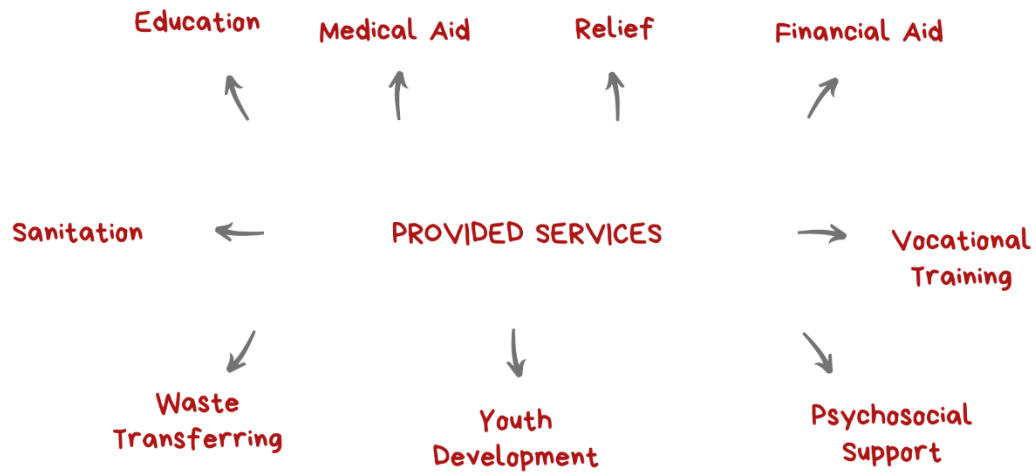 Education
Medical Aid
Relief
Financial Aid
Sanitation
PROVIDED SERVICES
Vocational
Training
Waste
Transferring
Youth
Development
Psychosocial
Support